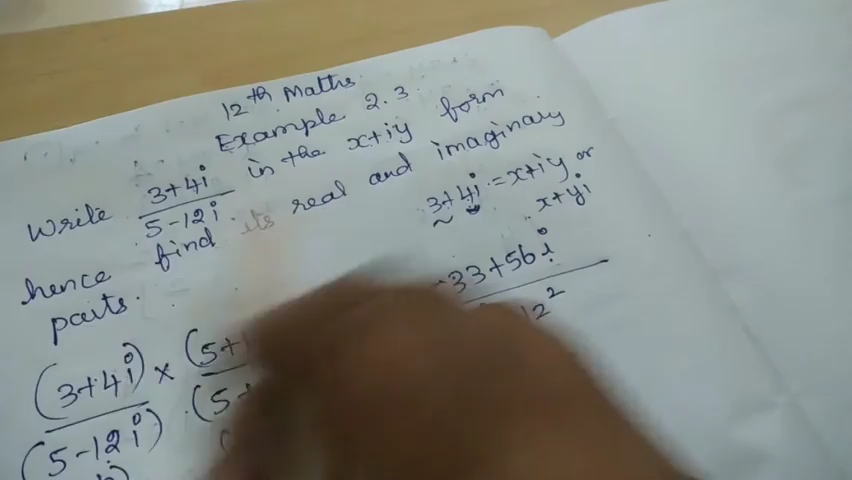 12th Maths
Example 2.3
Write 3+4i / 5-12i in the x+iy form
hence find its real and imaginary
parts.
3+4i = x+iy or
x+yi
(3+4i) / (5-12i) × (5+ / (5+
-33+56i
12²